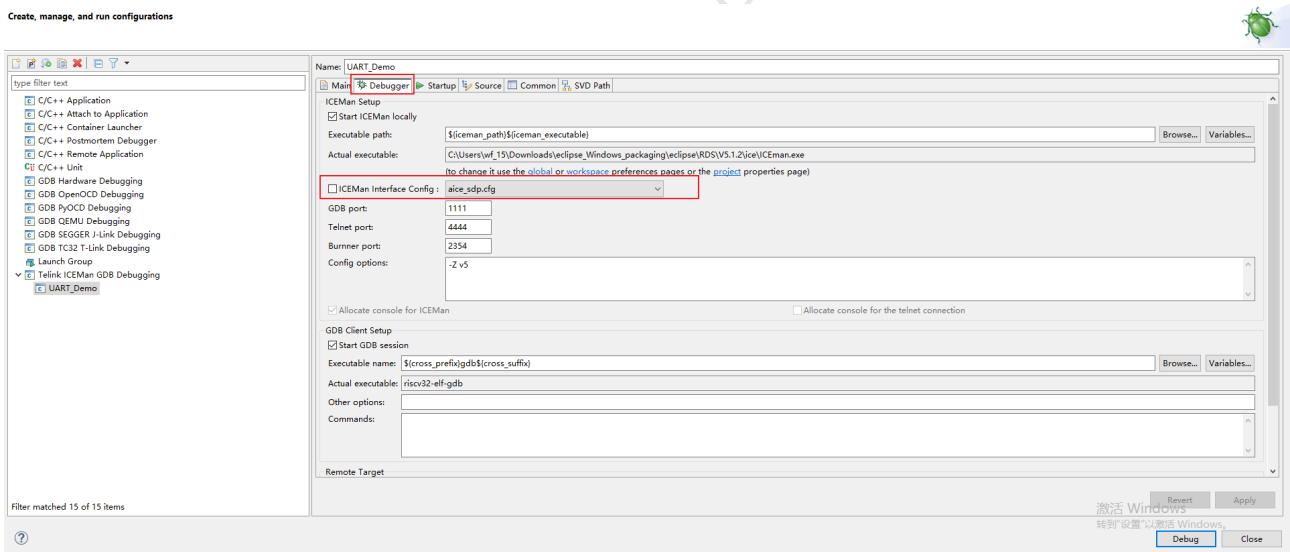 Create, manage, and run configurations
type filter text
C/C++ Application
C/C++ Attach to Application
C/C++ Container Launcher
C/C++ Postmortem Debugger
C/C++ Remote Application
C/C++ Unit
GDB Hardware Debugging
GDB OpenOCD Debugging
GDB PyOCD Debugging
GDB QEMU Debugging
GDB SEGGER J-Link Debugging
GDB TC32 T-Link Debugging
Launch Group
Telink ICEMan GDB Debugging
UART_Demo
Filter matched 15 of 15 items
Name: UART_Demo
Main Debugger Startup Source Common SVD Path
ICEMan Setup
Start ICEMan locally
Executable path: ${iceman_path}${iceman_executable} Browse... Variables...
Actual executable: C:\Users\wf_15\Downloads\eclipse_Windows_packaging\eclipse\RDS\V5.1.2\ice\ICEman.exe
(to change it use the global or workspace preferences pages or the project properties page)
ICEMan Interface Config : aice_sdp.cfg
GDB port: 1111
Telnet port: 4444
Burnner port: 2354
Config options: -Z v5
Allocate console for ICEMan Allocate console for the telnet connection
GDB Client Setup
Start GDB session
Executable name: ${cross_prefix}gdb${cross_suffix} Browse... Variables...
Actual executable: riscv32-elf-gdb
Other options:
Commands:
Remote Target
Revert Apply
激活 Windows
转到"设置"以激活 Windows。
Debug Close